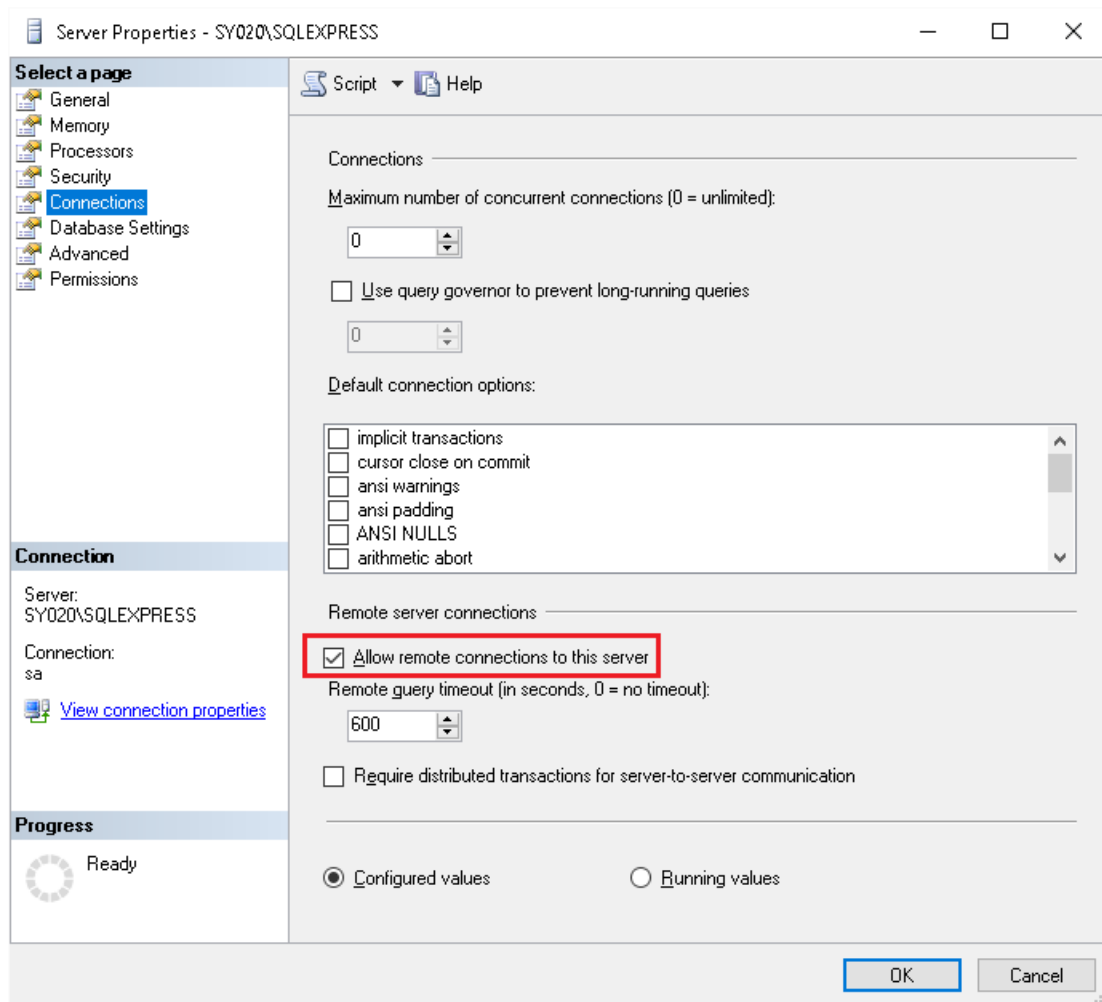 Server Properties - SY020\SQLEXPRESS
Select a page
General
Memory
Processors
Security
Connections
Database Settings
Advanced
Permissions
Script
Help
Connections
Maximum number of concurrent connections (0 = unlimited):
0
Use query governor to prevent long-running queries
0
Default connection options:
implicit transactions
cursor close on commit
ansi warnings
ansi padding
ANSI NULLS
arithmetic abort
Remote server connections
Allow remote connections to this server
Remote query timeout (in seconds, 0 = no timeout):
600
Require distributed transactions for server-to-server communication
Configured values
Running values
Connection
Server:
SY020\SQLEXPRESS
Connection:
sa
View connection properties
Progress
Ready
OK
Cancel